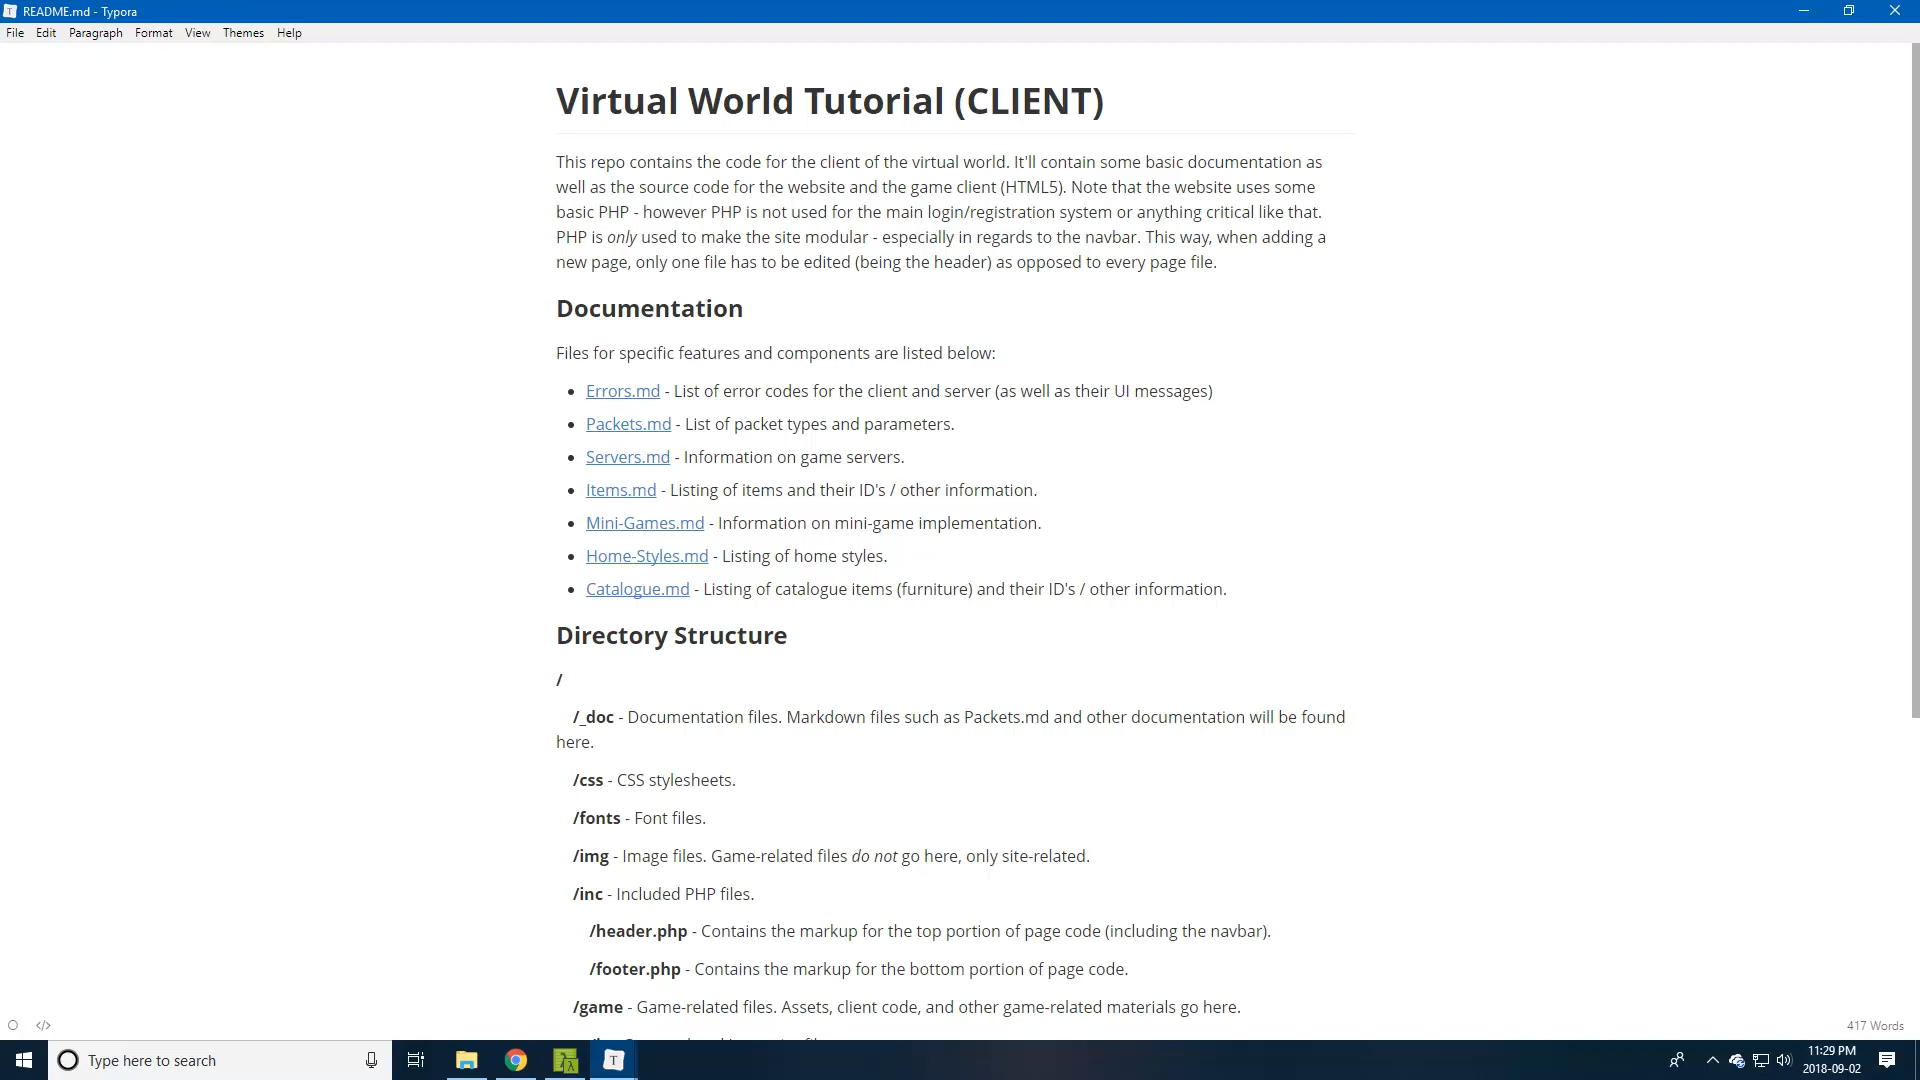 README.md - Typora
File Edit Paragraph Format View Themes Help
Virtual World Tutorial (CLIENT)
This repo contains the code for the client of the virtual world. It'll contain some basic documentation as
well as the source code for the website and the game client (HTML5). Note that the website uses some
basic PHP - however PHP is not used for the main login/registration system or anything critical like that.
PHP is only used to make the site modular - especially in regards to the navbar. This way, when adding a
new page, only one file has to be edited (being the header) as opposed to every page file.
Documentation
Files for specific features and components are listed below:
• Errors.md - List of error codes for the client and server (as well as their UI messages)
• Packets.md - List of packet types and parameters.
• Servers.md - Information on game servers.
• Items.md - Listing of items and their ID's / other information.
• Mini-Games.md - Information on mini-game implementation.
• Home-Styles.md - Listing of home styles.
• Catalogue.md - Listing of catalogue items (furniture) and their ID's / other information.
Directory Structure
/
/_doc - Documentation files. Markdown files such as Packets.md and other documentation will be found
here.
/css - CSS stylesheets.
/fonts - Font files.
/img - Image files. Game-related files do not go here, only site-related.
/inc - Included PHP files.
/header.php - Contains the markup for the top portion of page code (including the navbar).
/footer.php - Contains the markup for the bottom portion of page code.
/game - Game-related files. Assets, client code, and other game-related materials go here.
</>
417 Words
Type here to search
T
11:29 PM
2018-09-02